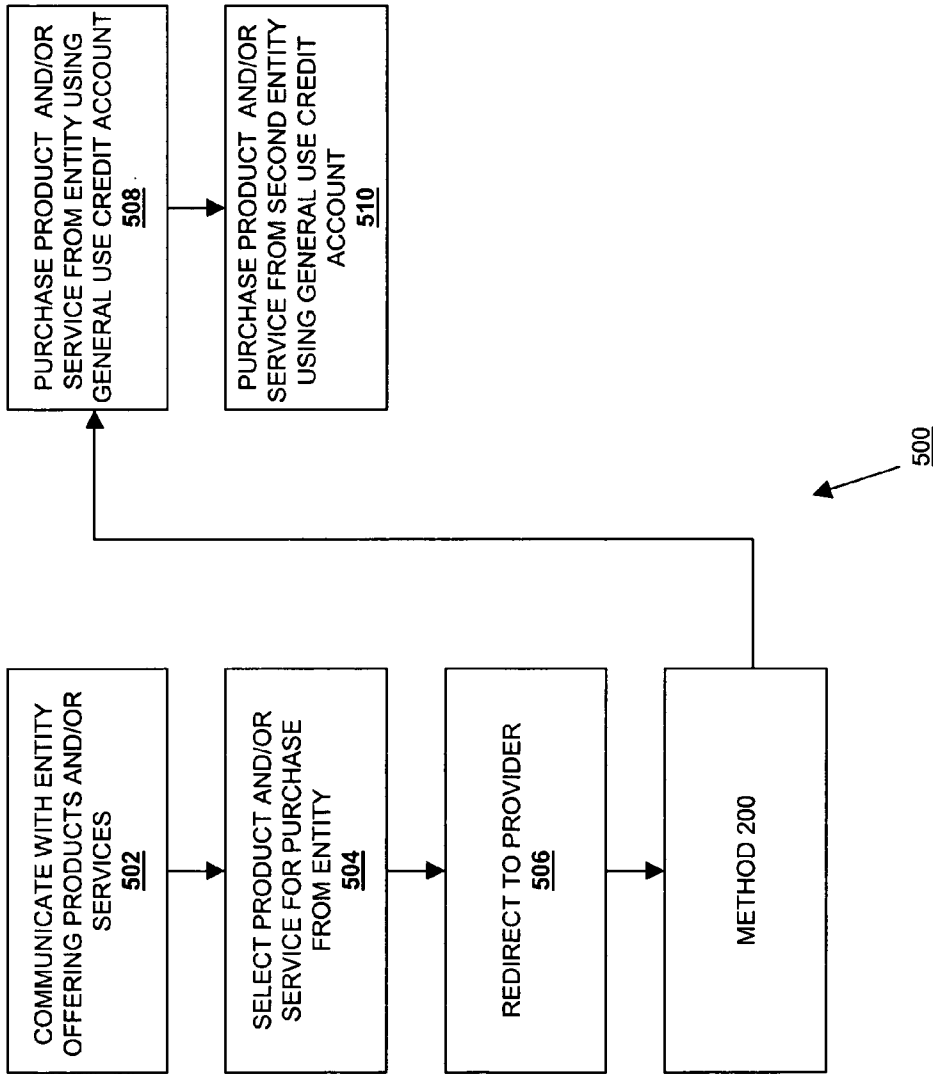 COMMUNICATE WITH ENTITY
OFFERING PRODUCTS AND/OR
SERVICES
502
SELECT PRODUCT AND/OR
SERVICE FOR PURCHASE
FROM ENTITY
504
REDIRECT TO PROVIDER
506
METHOD 200
PURCHASE PRODUCT AND/OR
SERVICE FROM ENTITY USING
GENERAL USE CREDIT ACCOUNT
508
PURCHASE PRODUCT AND/OR
SERVICE FROM SECOND ENTITY
USING GENERAL USE CREDIT
ACCOUNT
510
500